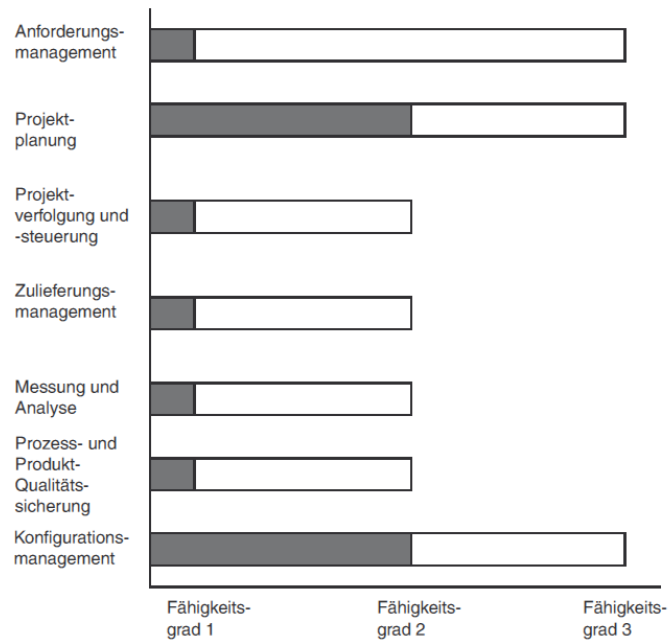 Anforderungs-
management
Projekt-
planung
Projekt-
verfolgung und
-steuerung
Zulieferungs-
management
Messung und
Analyse
Prozess- und
Produkt-
Qualitäts-
sicherung
Konfigurations-
management
Fähigkeits-
grad 1
Fähigkeits-
grad 2
Fähigkeits-
grad 3